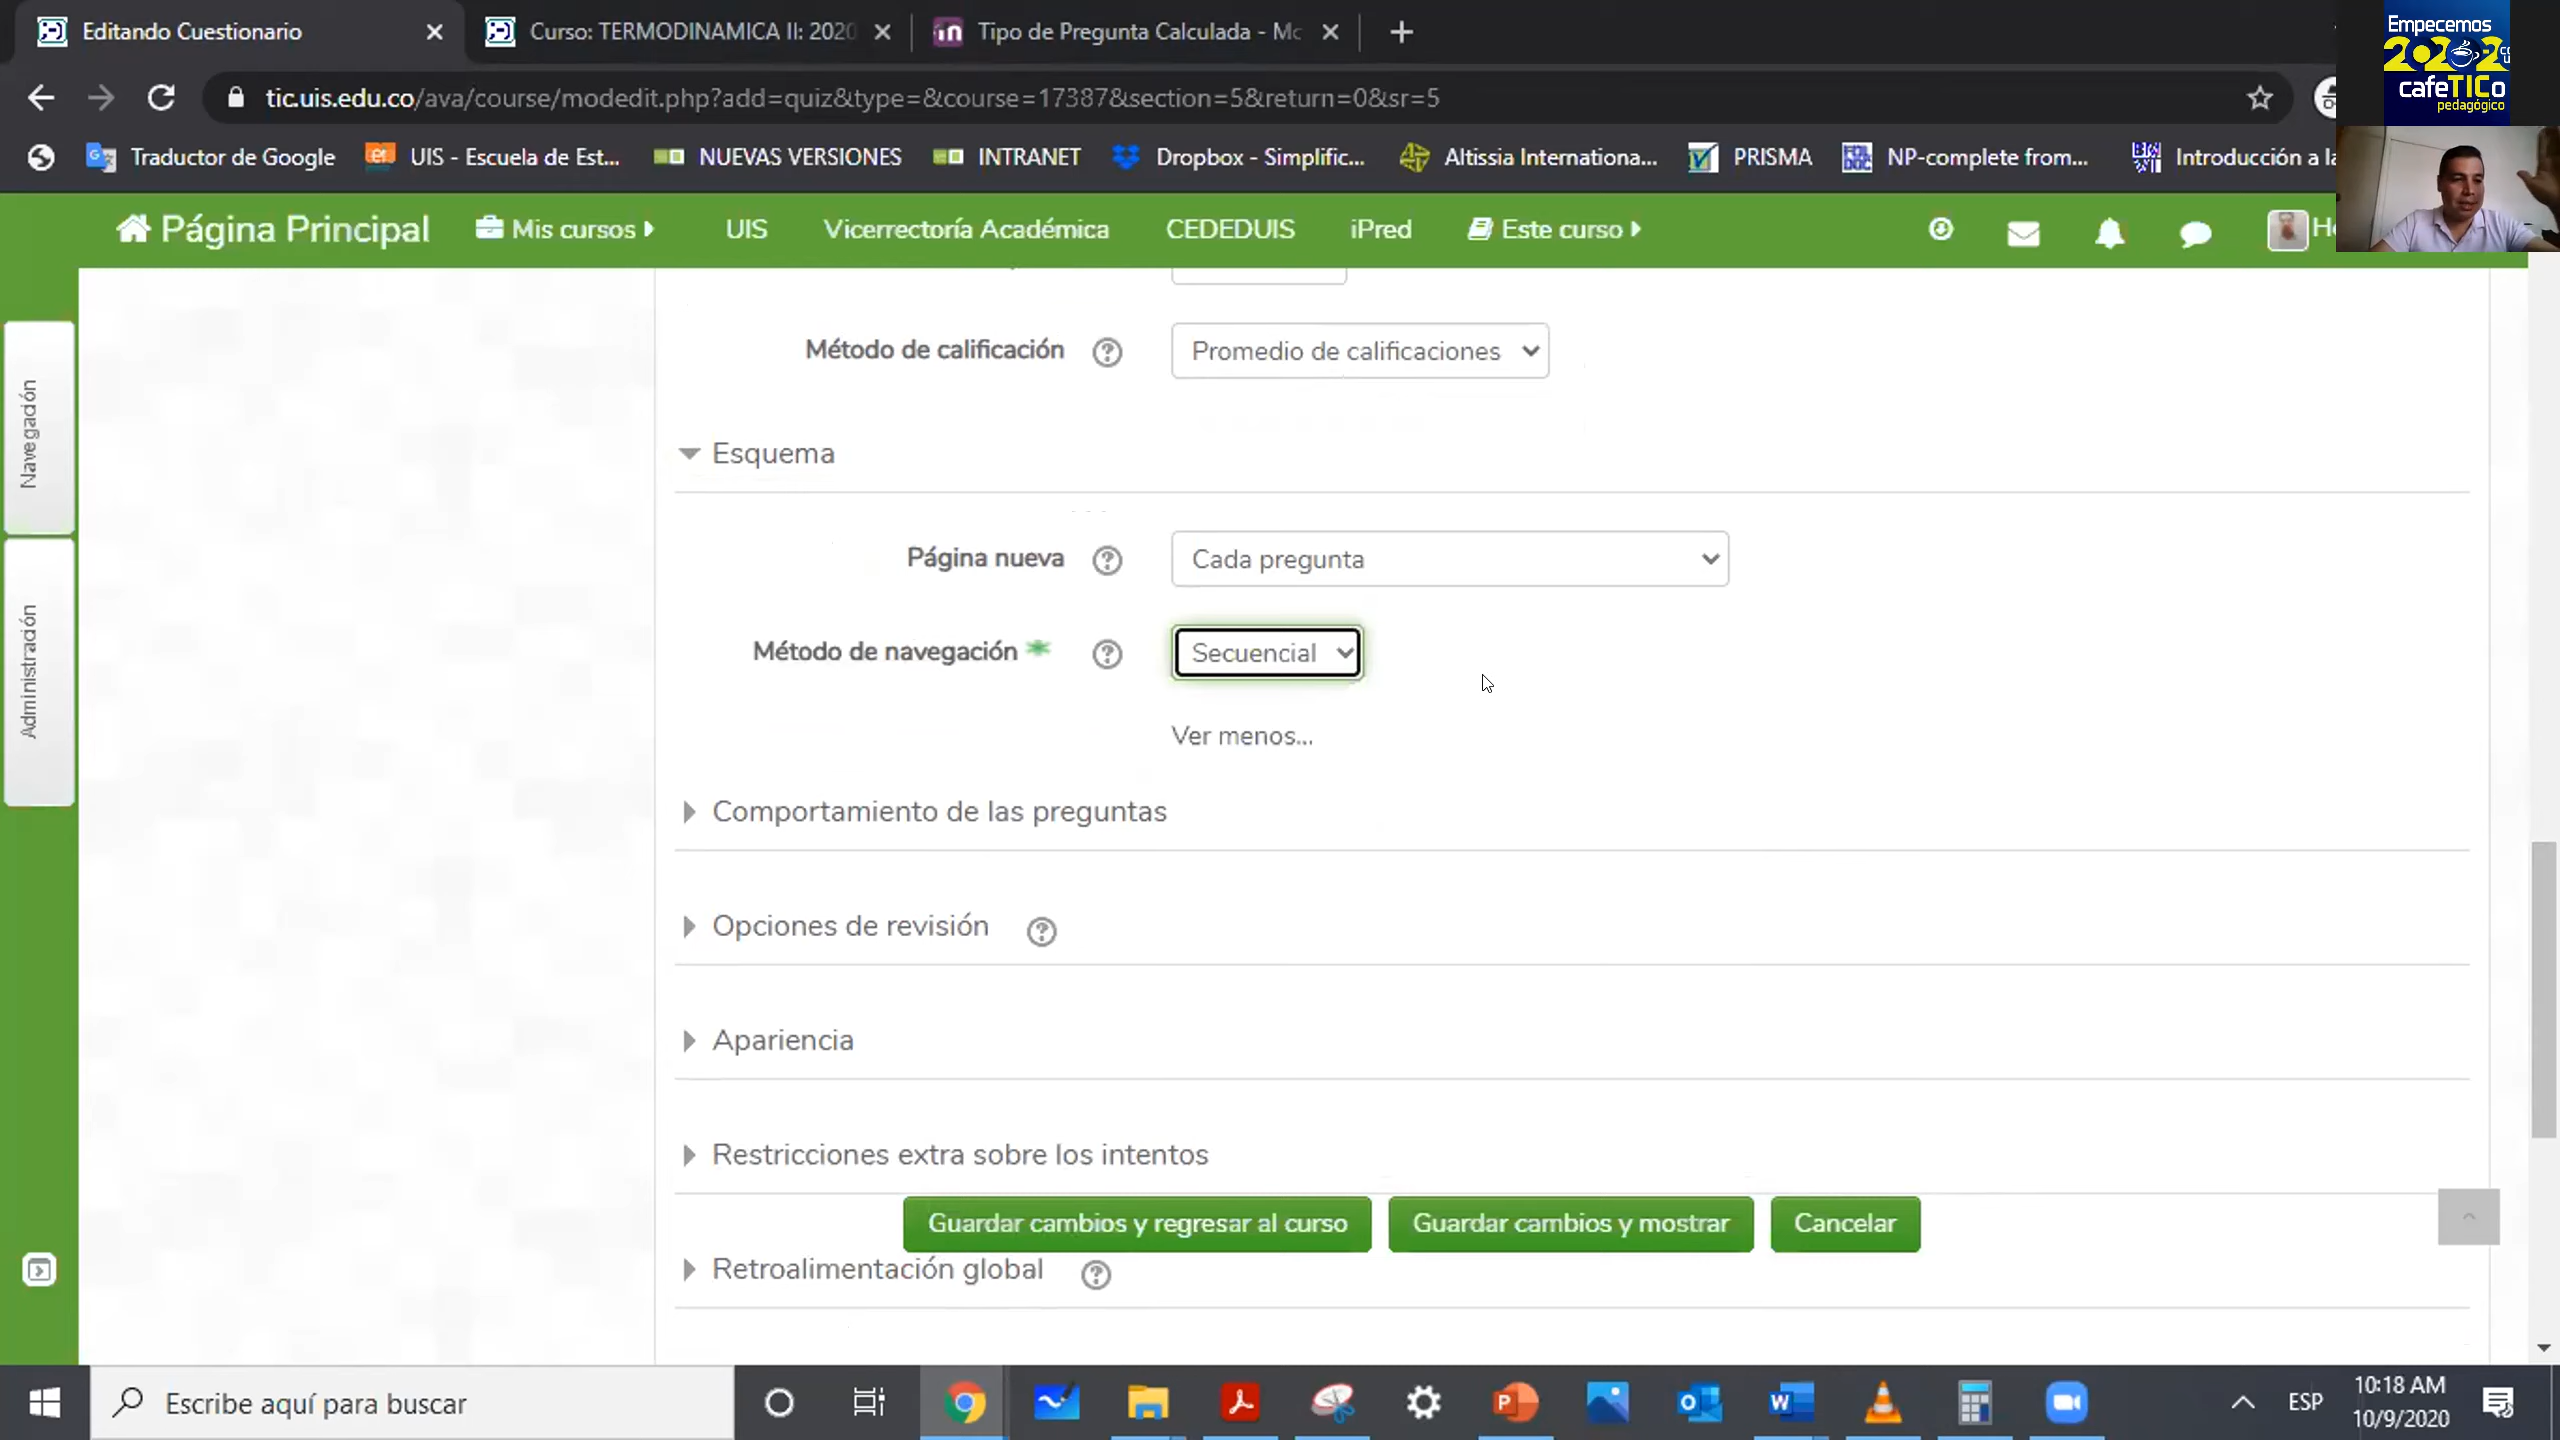 Editando Cuestionario
Curso: TERMODINAMICA II: 2020
Tipo de Pregunta Calculada - Mo
tic.uis.edu.co/ava/course/modedit.php?add=quiz&type=&course=17387&section=5&return=0&sr=5
Traductor de Google
UIS - Escuela de Est...
NUEVAS VERSIONES
INTRANET
Dropbox - Simplific...
Altissia Internationa...
PRISMA
NP-complete from...
Introducción a la
Empecemos
cafeTICo
pedagógico
Página Principal
Mis cursos
UIS
Vicerrectoría Académica
CEDEDUIS
iPred
Este curso
Navegación
Administración
Método de calificación
Promedio de calificaciones
Esquema
Página nueva
Cada pregunta
Método de navegación
Secuencial
Ver menos...
Comportamiento de las preguntas
Opciones de revisión
Apariencia
Restricciones extra sobre los intentos
Guardar cambios y regresar al curso
Guardar cambios y mostrar
Cancelar
Retroalimentación global
Escribe aquí para buscar
ESP
10:18 AM
10/9/2020